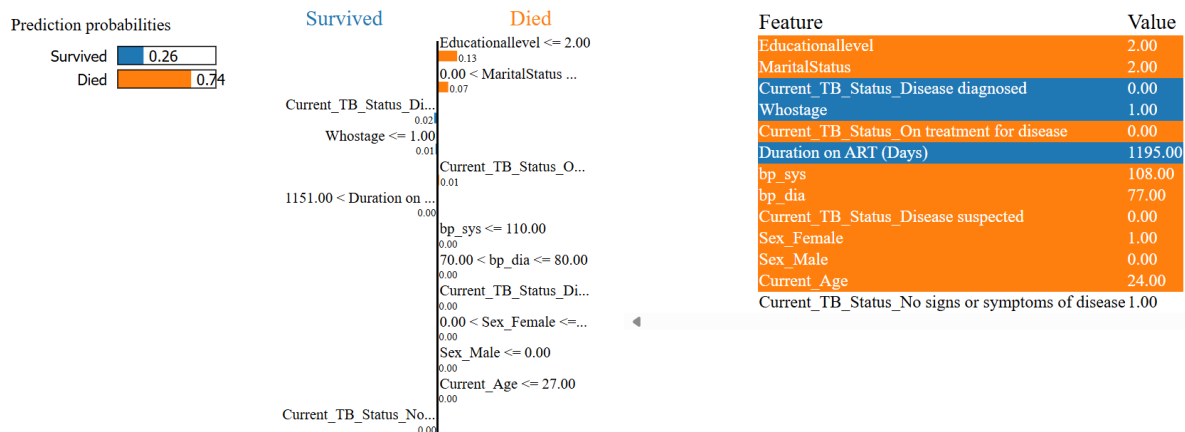 Prediction probabilities
Survived 0.26
Died 0.74
Survived Died
Educationallevel <= 2.00
0.13
0.00 < MaritalStatus ...
0.07
Current_TB_Status_Di...
0.02
Whostage <= 1.00
0.01
Current_TB_Status_O...
0.01
1151.00 < Duration on ...
0.00
bp_sys <= 110.00
0.00
70.00 < bp_dia <= 80.00
0.00
Current_TB_Status_Di...
0.00
0.00 < Sex_Female <=...
0.00
Sex_Male <= 0.00
0.00
Current_Age <= 27.00
0.00
Current_TB_Status_No...
0.00
Feature Value
Educationallevel 2.00
MaritalStatus 2.00
Current_TB_Status_Disease diagnosed 0.00
Whostage 1.00
Current_TB_Status_On treatment for disease 0.00
Duration on ART (Days) 1195.00
bp_sys 108.00
bp_dia 77.00
Current_TB_Status_Disease suspected 0.00
Sex_Female 1.00
Sex_Male 0.00
Current_Age 24.00
Current_TB_Status_No signs or symptoms of disease 1.00